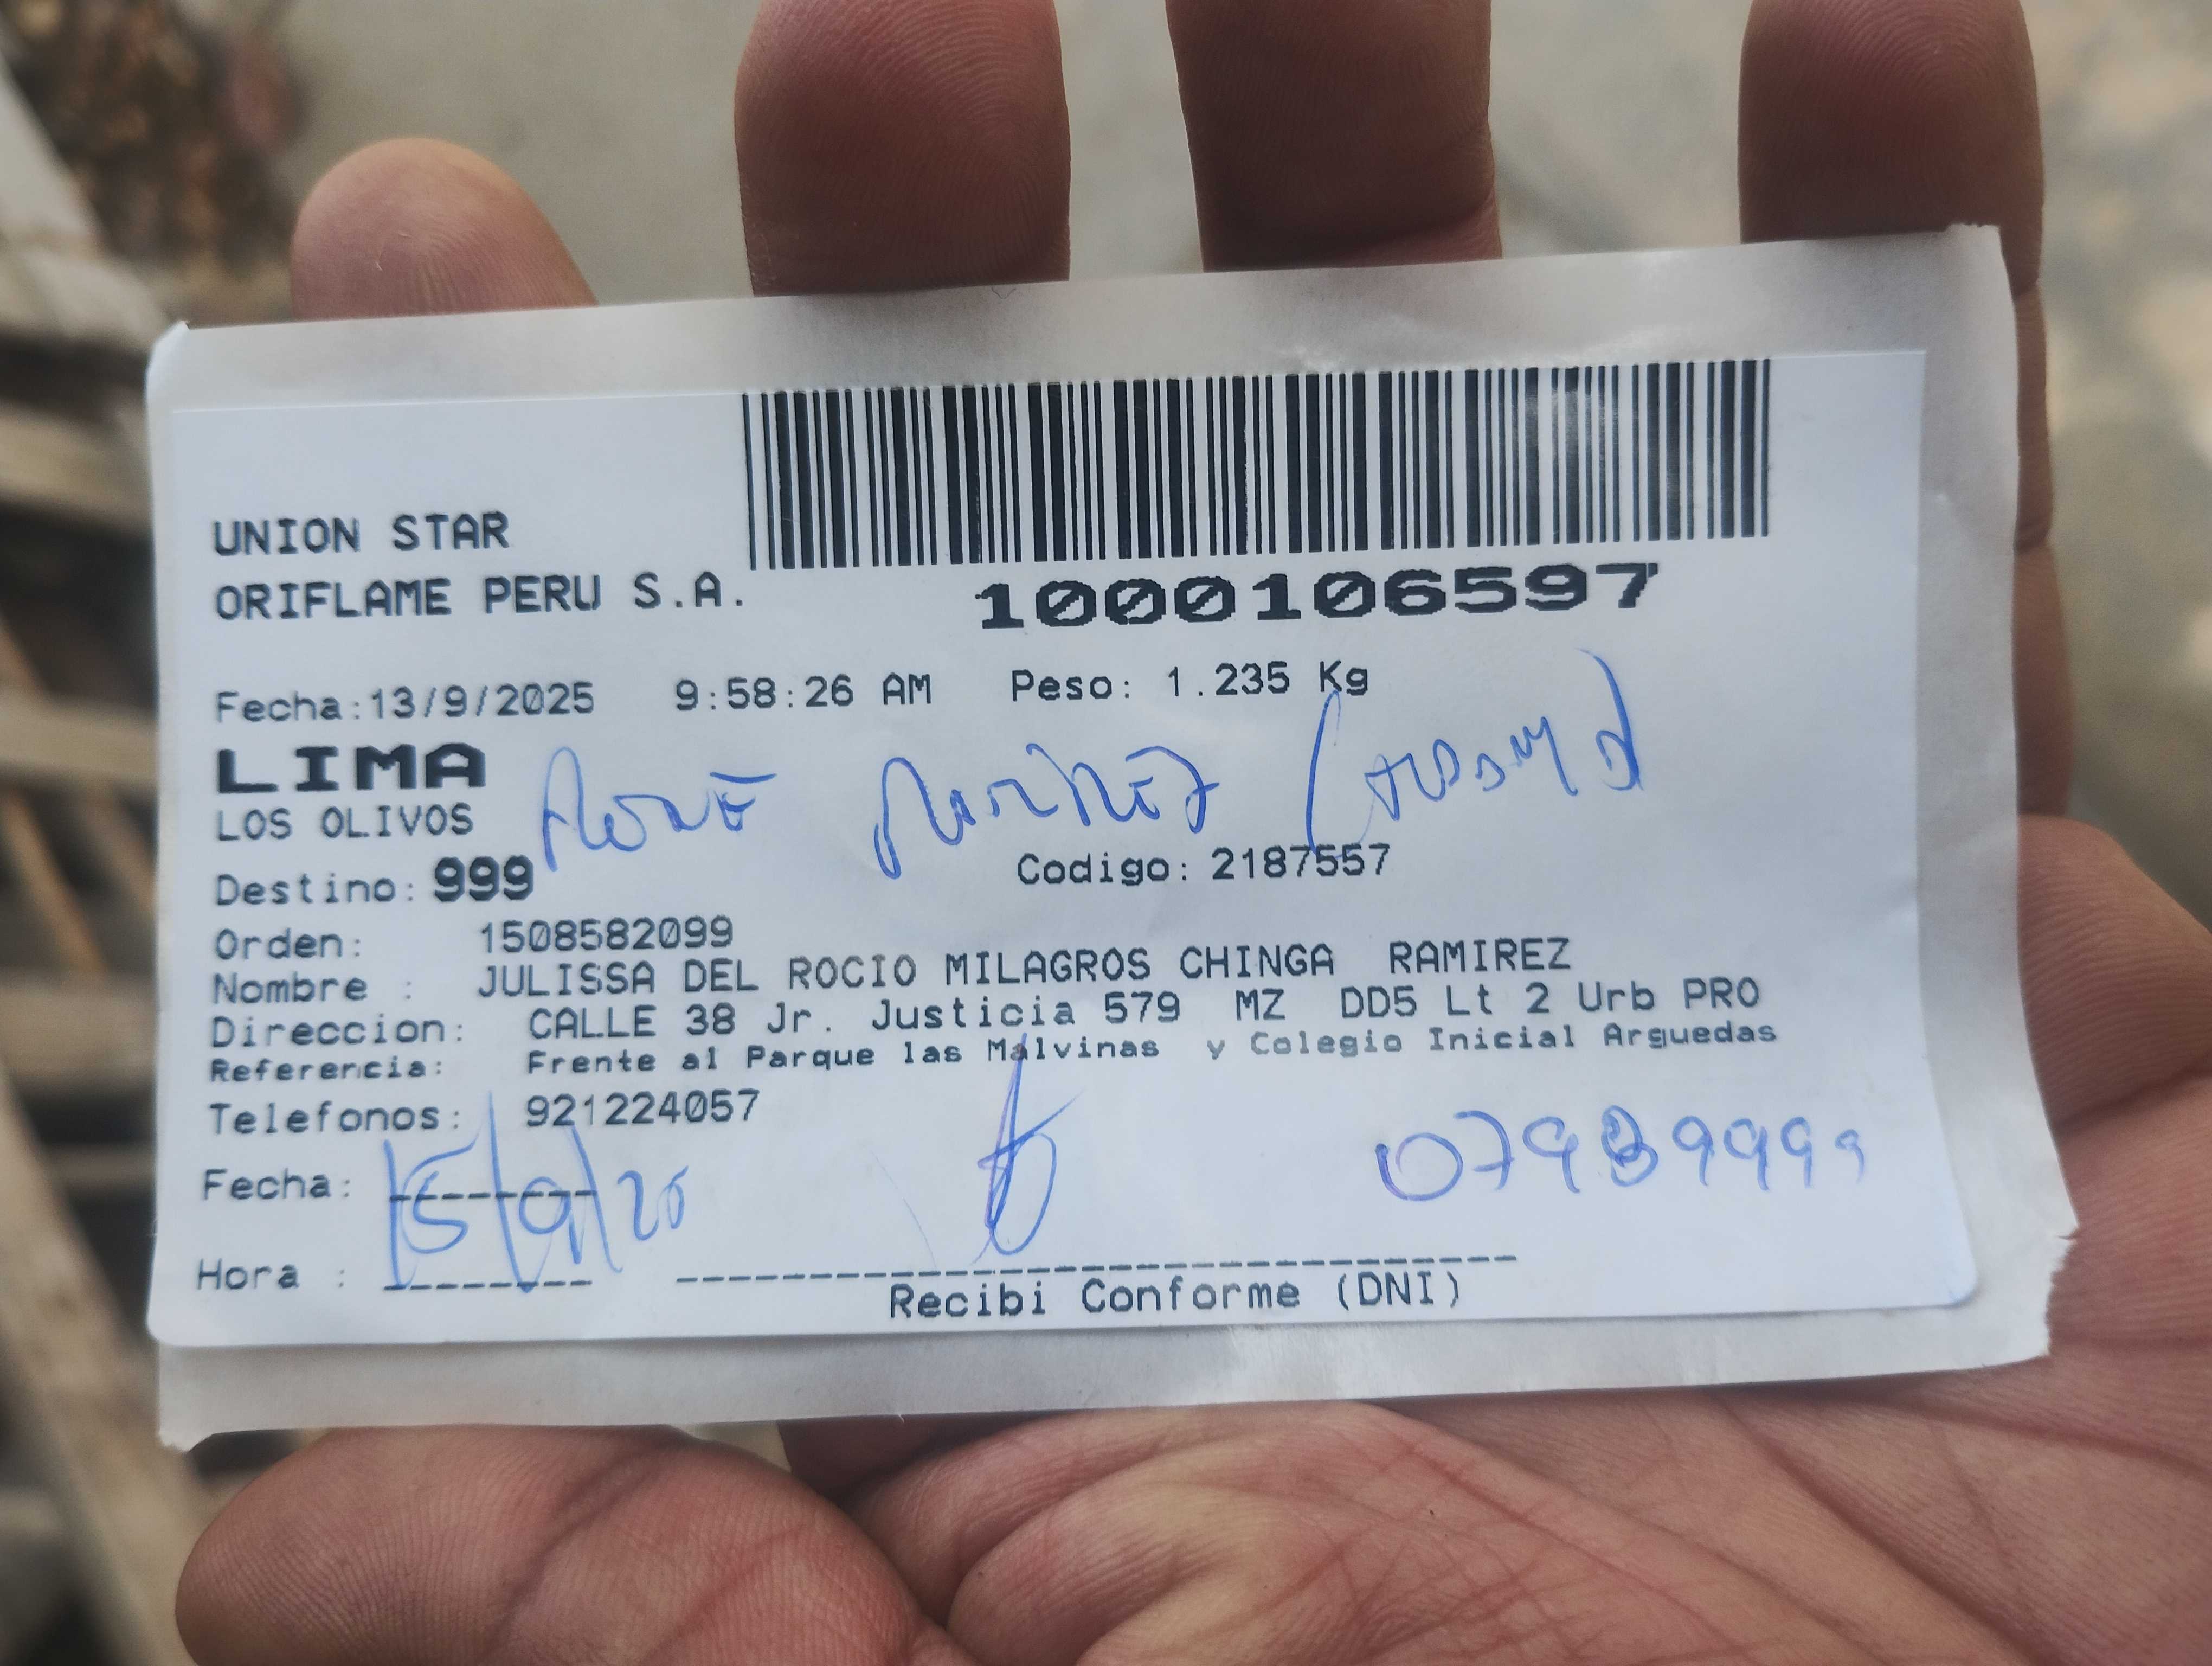 UNION STAR
ORIFLAME PERU S.A.
1000106597
Fecha:13/9/2025 9:58:26 AM Peso: 1.235 Kg
LIMA
LOS OLIVOS
Destino: 999 Codigo: 2187557
Orden: 1508582099
Nombre : JULISSA DEL ROCIO MILAGROS CHINGA RAMIREZ
Direccion: CALLE 38 Jr. Justicia 579 MZ DD5 Lt 2 Urb PRO
Referencia: Frente al Parque las Malvinas y Colegio Inicial Arguedas
Telefonos: 921224057
Fecha: 15/9/25
Hora :
Recibi Conforme (DNI)